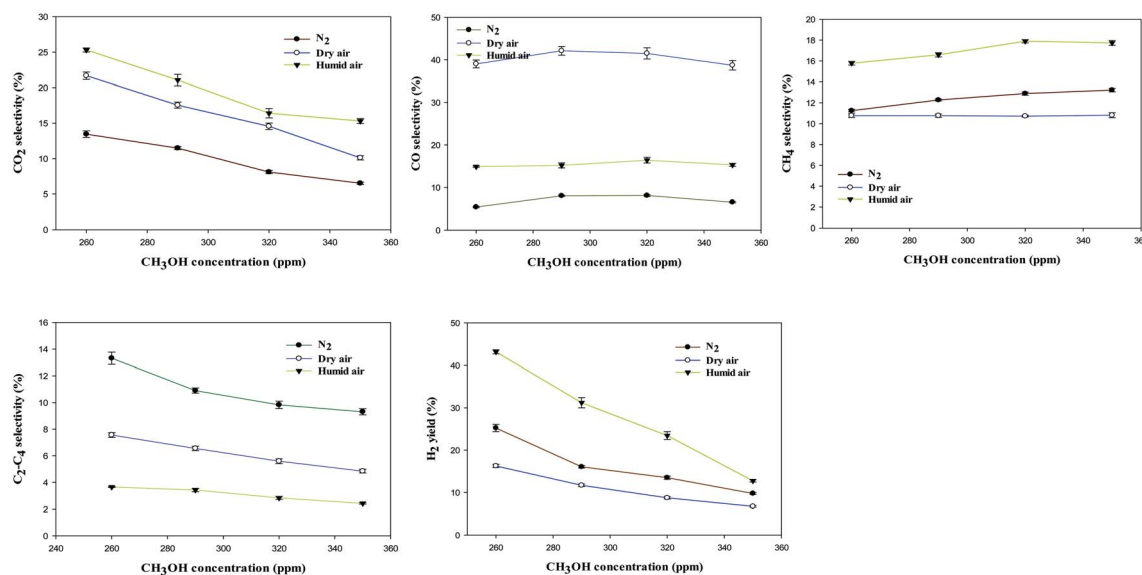 CO2 selectivity (%)
30
25
20
15
10
5
0
260 280 300 320 340 360
CH3OH concentration (ppm)
N2
Dry air
Humid air
CO selectivity (%)
50
40
30
20
10
0
260 280 300 320 340 360
CH3OH concentration (ppm)
N2
Dry air
Humid air
CH4 selectivity (%)
20
18
16
14
12
10
8
6
4
2
0
260 280 300 320 340 360
CH3OH concentration (ppm)
N2
Dry air
Humid air
C2-C4 selectivity (%)
16
14
12
10
8
6
4
2
0
240 260 280 300 320 340 360
CH3OH concentration (ppm)
N2
Dry air
Humid air
H2 yield (%)
50
40
30
20
10
0
260 280 300 320 340 360
CH3OH concentration (ppm)
N2
Dry air
Humid air